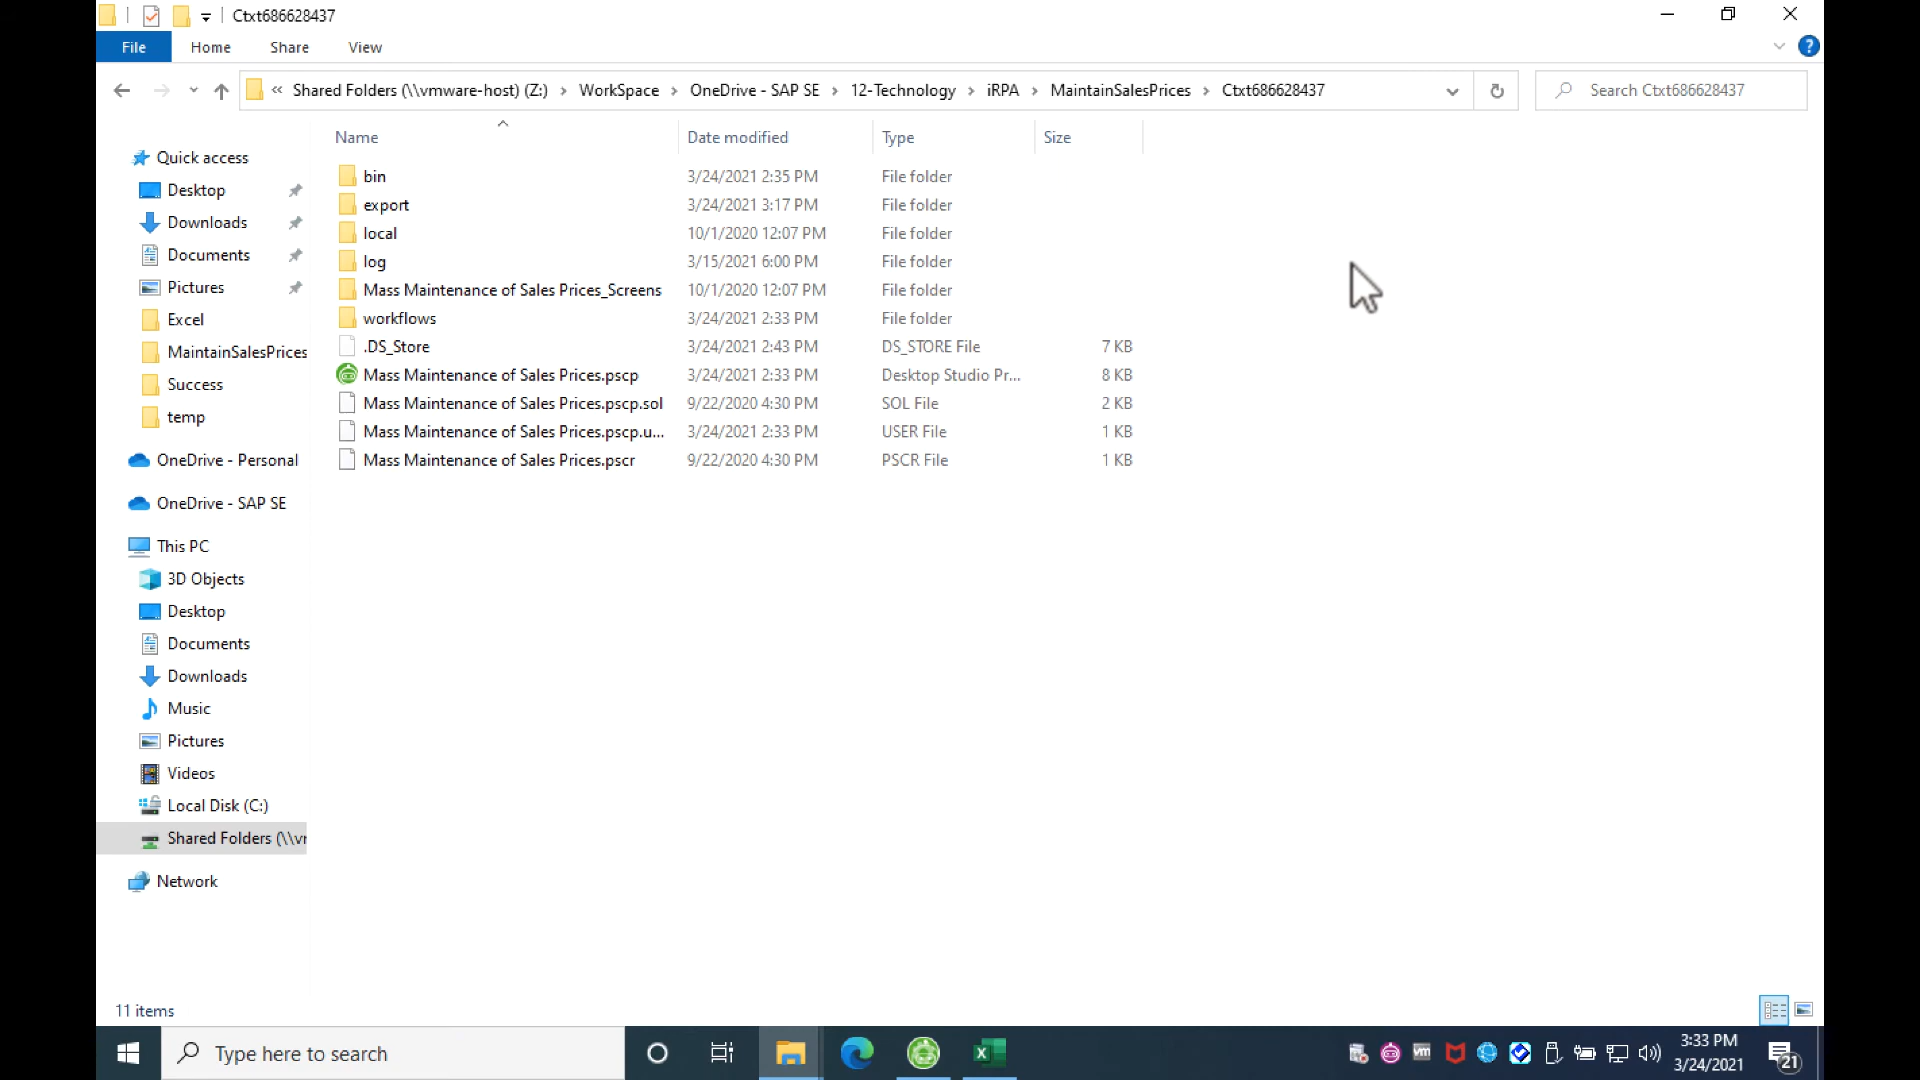 Ctxt686628437
File Home Share View
« Shared Folders (\\vmware-host) (Z:) › WorkSpace › OneDrive - SAP SE › 12-Technology › iRPA › MaintainSalesPrices › Ctxt686628437
Search Ctxt686628437
Name Date modified Type Size
bin 3/24/2021 2:35 PM File folder
export 3/24/2021 3:17 PM File folder
local 10/1/2020 12:07 PM File folder
log 3/15/2021 6:00 PM File folder
Mass Maintenance of Sales Prices_Screens 10/1/2020 12:07 PM File folder
workflows 3/24/2021 2:33 PM File folder
.DS_Store 3/24/2021 2:43 PM DS_STORE File 7 KB
Mass Maintenance of Sales Prices.pscp 3/24/2021 2:33 PM Desktop Studio Pr... 8 KB
Mass Maintenance of Sales Prices.pscp.sol 9/22/2020 4:30 PM SOL File 2 KB
Mass Maintenance of Sales Prices.pscp.u... 3/24/2021 2:33 PM USER File 1 KB
Mass Maintenance of Sales Prices.pscr 9/22/2020 4:30 PM PSCR File 1 KB
Quick access
Desktop
Downloads
Documents
Pictures
Excel
MaintainSalesPrices
Success
temp
OneDrive - Personal
OneDrive - SAP SE
This PC
3D Objects
Desktop
Documents
Downloads
Music
Pictures
Videos
Local Disk (C:)
Shared Folders (\\vr
Network
11 items
Type here to search
vm
3:33 PM
3/24/2021
21